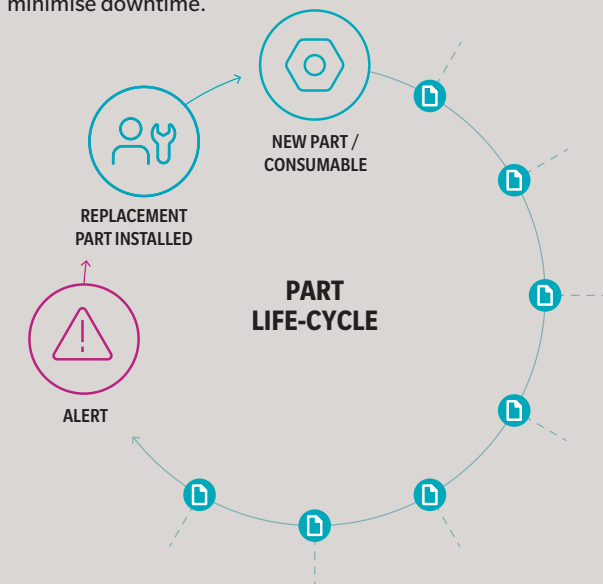 minimise downtime.
NEW PART /
CONSUMABLE
REPLACEMENT
PART INSTALLED
PART
LIFE-CYCLE
ALERT